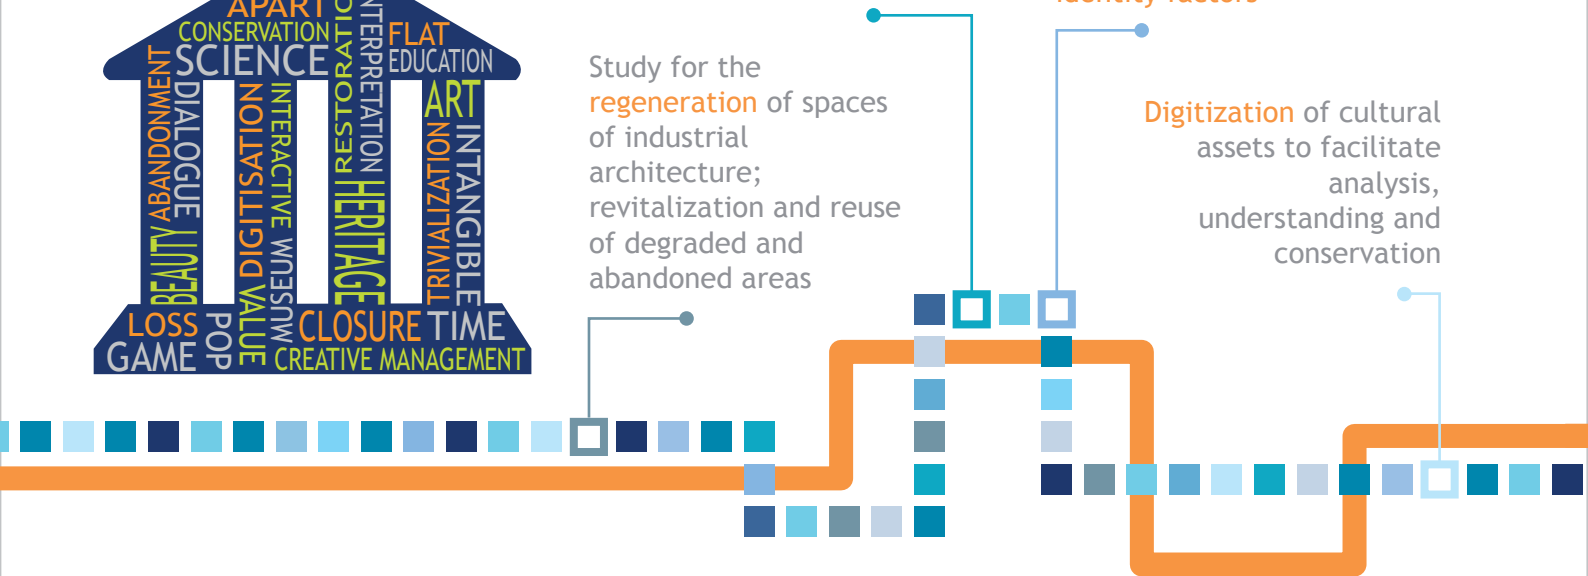 APART
CONSERVATION
SCIENCE
FLAT
EDUCATION
INTERPRETATION
ABANDONMENT
BEAUTY
DIALOGUE
DIGITISATION
VALUE
INTERACTIVE
MUSEUM
HERITAGE
ART
TRIVIALIZATION
INTANGIBLE
LOSS
POP
CLOSURE
TIME
GAME
CREATIVE MANAGEMENT
Study for the
regeneration of spaces
of industrial
architecture;
revitalization and reuse
of degraded and
abandoned areas
identity factors
Digitization of cultural
assets to facilitate
analysis,
understanding and
conservation